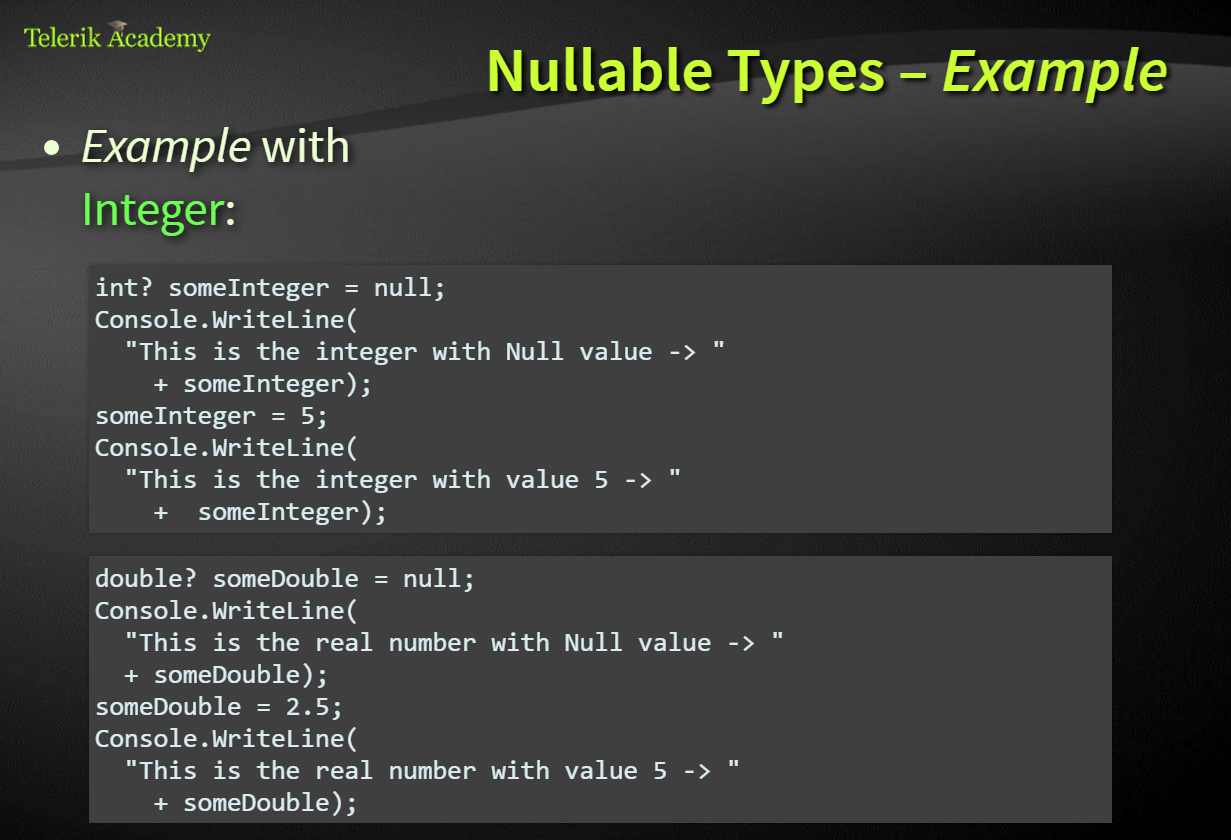 Telerik Academy
Nullable Types – Example
• Example with
Integer:
int? someInteger = null;
Console.WriteLine(
  "This is the integer with Null value -> "
    + someInteger);
someInteger = 5;
Console.WriteLine(
  "This is the integer with value 5 -> "
    +  someInteger);
double? someDouble = null;
Console.WriteLine(
  "This is the real number with Null value -> "
  + someDouble);
someDouble = 2.5;
Console.WriteLine(
  "This is the real number with value 5 -> "
    + someDouble);